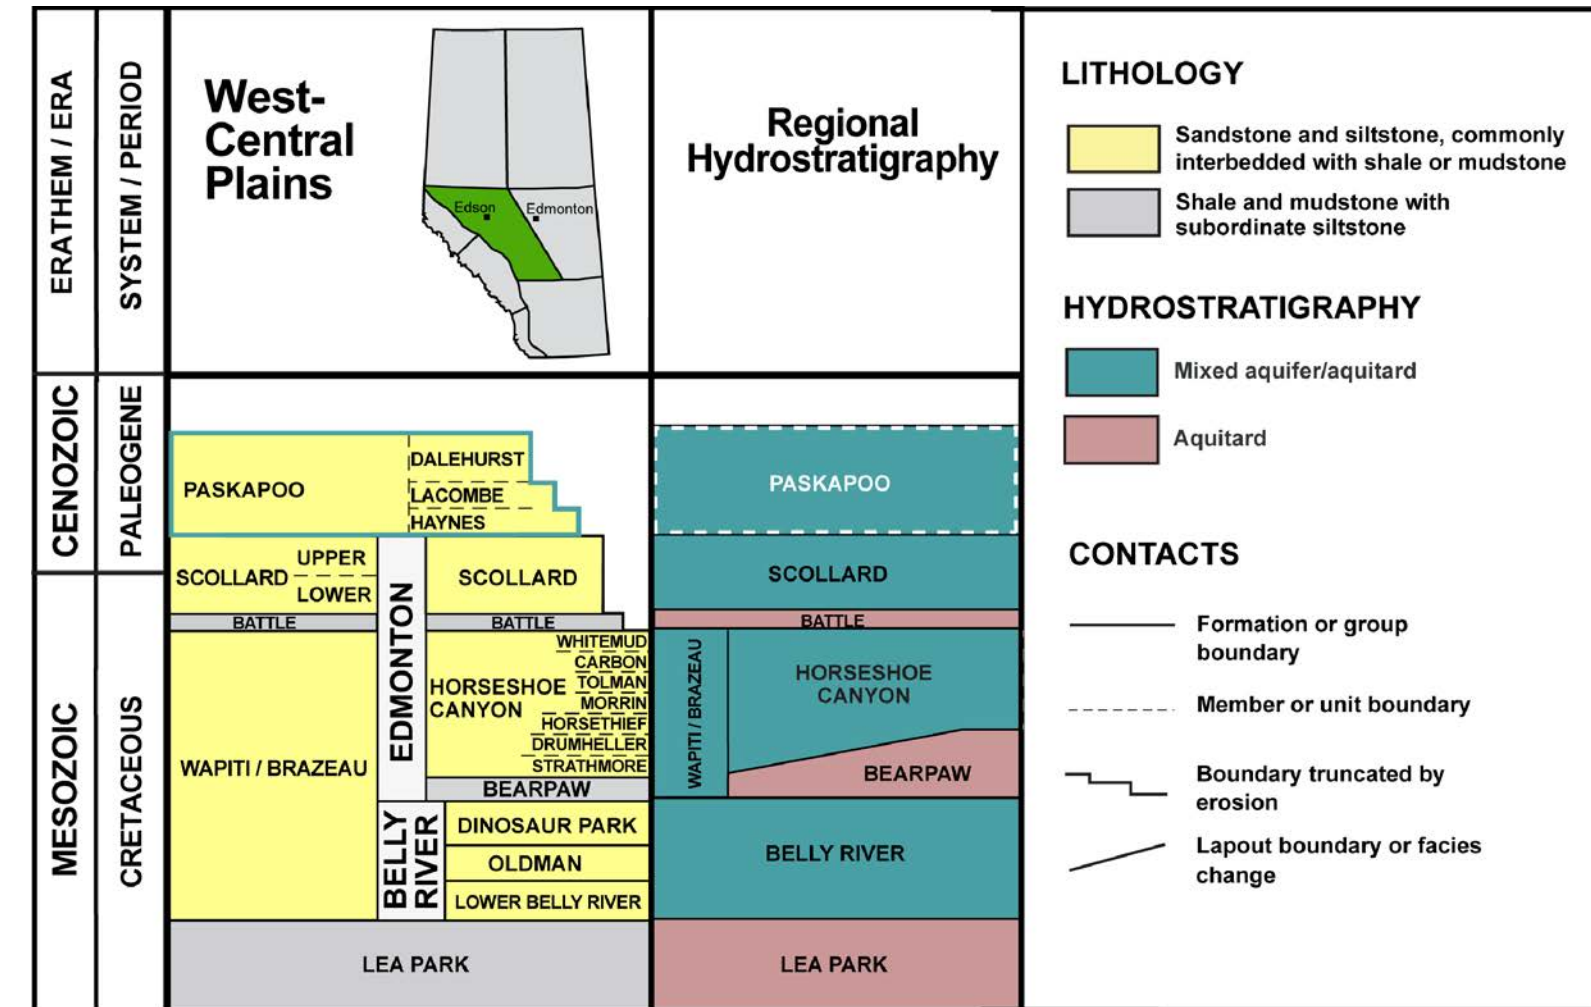 ERATHEM / ERA
SYSTEM / PERIOD
West-
Central
Plains
Edson
Edmonton
Regional
Hydrostratigraphy
CENOZOIC
PALEOGENE
MESOZOIC
CRETACEOUS
PASKAPOO
DALEHURST
LACOMBE
HAYNES
SCOLLARD
UPPER
LOWER
BATTLE
WAPITI / BRAZEAU
EDMONTON
SCOLLARD
BATTLE
HORSESHOE
CANYON
WHITEMUD
CARBON
TOLMAN
MORRIN
HORSETHIEF
DRUMHELLER
STRATHMORE
BEARPAW
BELLY
RIVER
DINOSAUR PARK
OLDMAN
LOWER BELLY RIVER
LEA PARK
PASKAPOO
SCOLLARD
BATTLE
WAPITI / BRAZEAU
HORSESHOE
CANYON
BEARPAW
BELLY RIVER
LEA PARK
LITHOLOGY
Sandstone and siltstone, commonly
interbedded with shale or mudstone
Shale and mudstone with
subordinate siltstone
HYDROSTRATIGRAPHY
Mixed aquifer/aquitard
Aquitard
CONTACTS
Formation or group
boundary
Member or unit boundary
Boundary truncated by
erosion
Lapout boundary or facies
change